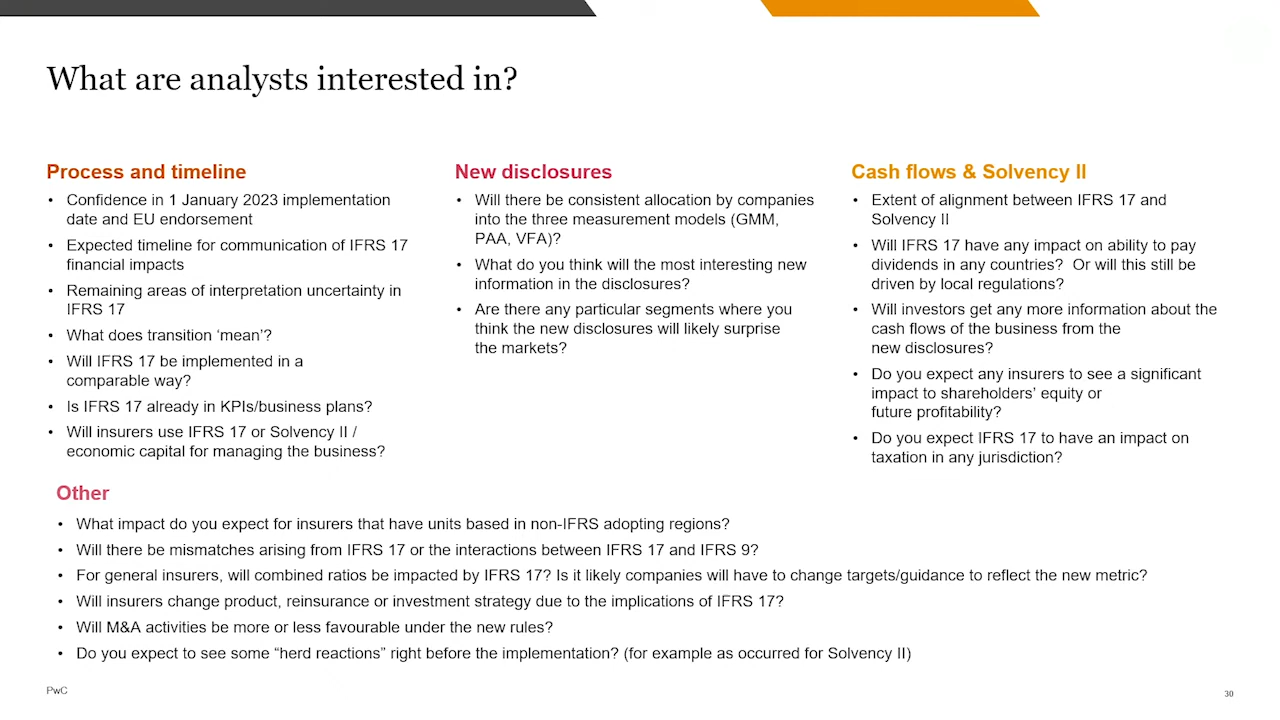 What are analysts interested in?
Process and timeline
• Confidence in 1 January 2023 implementation
date and EU endorsement
• Expected timeline for communication of IFRS 17
financial impacts
• Remaining areas of interpretation uncertainty in
IFRS 17
• What does transition ‘mean’?
• Will IFRS 17 be implemented in a
comparable way?
• Is IFRS 17 already in KPIs/business plans?
• Will insurers use IFRS 17 or Solvency II /
economic capital for managing the business?
New disclosures
• Will there be consistent allocation by companies
into the three measurement models (GMM,
PAA, VFA)?
• What do you think will the most interesting new
information in the disclosures?
• Are there any particular segments where you
think the new disclosures will likely surprise
the markets?
Cash flows & Solvency II
• Extent of alignment between IFRS 17 and
Solvency II
• Will IFRS 17 have any impact on ability to pay
dividends in any countries?  Or will this still be
driven by local regulations?
• Will investors get any more information about the
cash flows of the business from the
new disclosures?
• Do you expect any insurers to see a significant
impact to shareholders’ equity or
future profitability?
• Do you expect IFRS 17 to have an impact on
taxation in any jurisdiction?
Other
• What impact do you expect for insurers that have units based in non-IFRS adopting regions?
• Will there be mismatches arising from IFRS 17 or the interactions between IFRS 17 and IFRS 9?
• For general insurers, will combined ratios be impacted by IFRS 17? Is it likely companies will have to change targets/guidance to reflect the new metric?
• Will insurers change product, reinsurance or investment strategy due to the implications of IFRS 17?
• Will M&A activities be more or less favourable under the new rules?
• Do you expect to see some “herd reactions” right before the implementation? (for example as occurred for Solvency II)
PwC
30